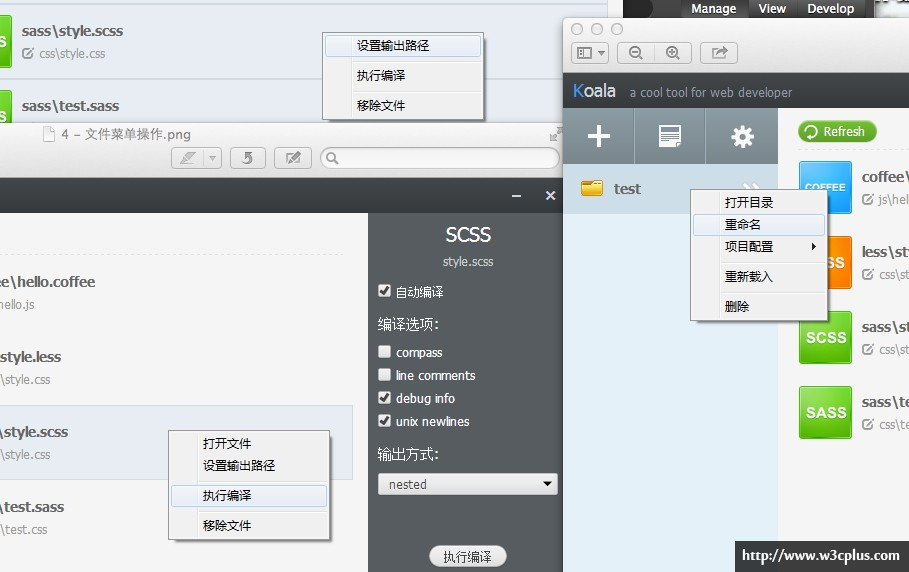 sass\style.scss
css\style.css
设置输出路径
执行编译
移除文件
sass\test.sass
4 – 文件菜单操作.png
Manage View Develop
Koala a cool tool for web developer
Refresh
test
打开目录
重命名
项目配置
重新载入
删除
COFFEE
coffee\
js\hel
less\st
css\st
SCSS
sass\st
css\st
SASS
sass\te
css\te
e\hello.coffee
hello.js
style.less
\style.css
\style.scss
\style.css
\test.sass
\test.css
打开文件
设置输出路径
执行编译
移除文件
SCSS
style.scss
自动编译
编译选项:
compass
line comments
debug info
unix newlines
输出方式:
nested
执行编译
http://www.w3cplus.com